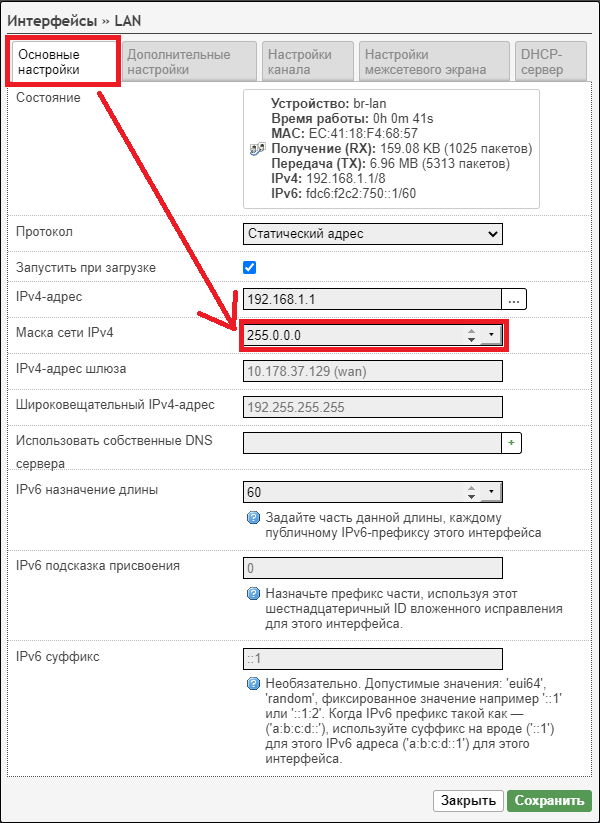 Интерфейсы » LAN
Основные
настройки
Дополнительные
настройки
Настройки
канала
Настройки
межсетевого экрана
DHCP-
сервер
Состояние
Устройство: br-lan
Время работы: 0h 0m 41s
MAC: EC:41:18:F4:68:57
Получение (RX): 159.08 KB (1025 пакетов)
Передача (TX): 6.96 MB (5313 пакетов)
IPv4: 192.168.1.1/8
IPv6: fdc6:f2c2:750::1/60
Протокол
Статический адрес
Запустить при загрузке
IPv4-адрес
192.168.1.1
...
Маска сети IPv4
255.0.0.0
IPv4-адрес шлюза
10.178.37.129 (wan)
Широковещательный IPv4-адрес
192.255.255.255
Использовать собственные DNS
сервера
+
IPv6 назначение длины
60
Задайте часть данной длины, каждому
публичному IPv6-префиксу этого интерфейса
IPv6 подсказка присвоения
0
Назначьте префикс части, используя этот
шестнадцатеричный ID вложенного исправления
для этого интерфейса.
IPv6 суффикс
::1
Необязательно. Допустимые значения: 'eui64',
'random', фиксированное значение например '::1'
или '::1:2'. Когда IPv6 префикс такой как —
('a:b:c:d::'), используйте суффикс на вроде ('::1')
для этого IPv6 адреса ('a:b:c:d::1') для этого
интерфейса.
Закрыть
Сохранить